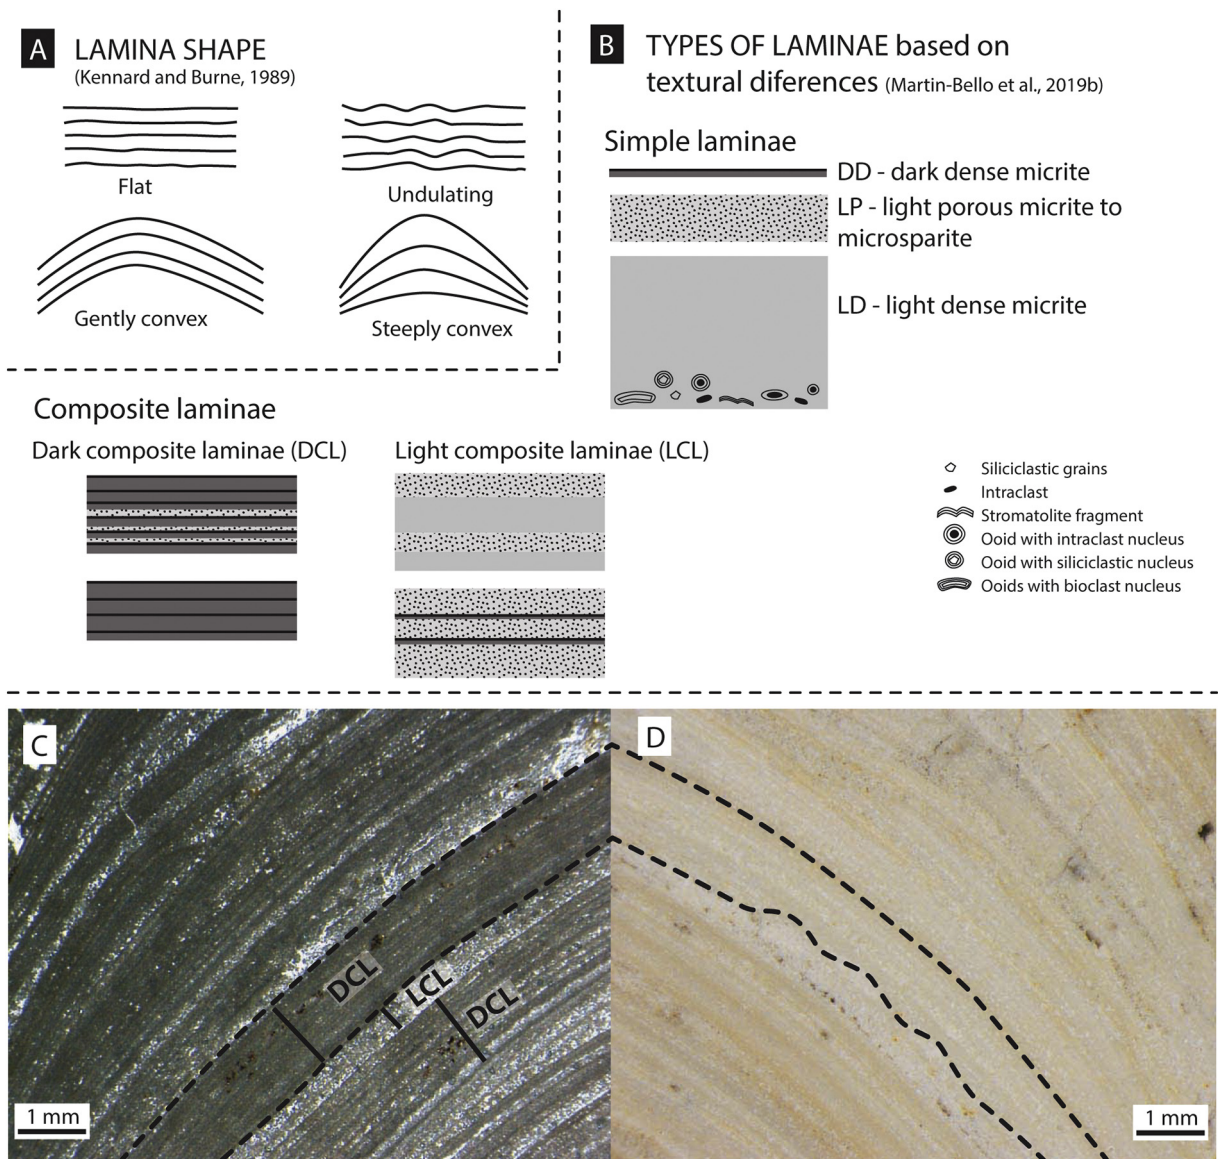 A LAMINA SHAPE
(Kennard and Burne, 1989)
Flat
Undulating
Gently convex
Steeply convex
B TYPES OF LAMINAE based on
textural diferences (Martin-Bello et al., 2019b)
Simple laminae
DD - dark dense micrite
LP - light porous micrite to
microsparite
LD - light dense micrite
Composite laminae
Dark composite laminae (DCL)
Light composite laminae (LCL)
Siliciclastic grains
Intraclast
Stromatolite fragment
Ooid with intraclast nucleus
Ooid with siliciclastic nucleus
Ooids with bioclast nucleus
C
DCL
LCL
DCL
1 mm
D
1 mm